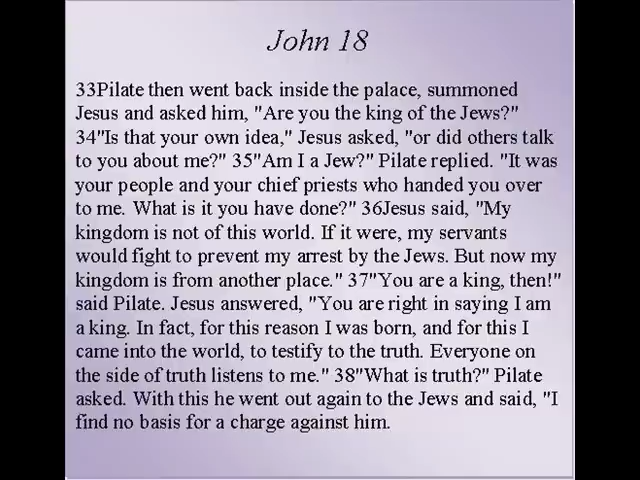 John 18
33Pilate then went back inside the palace, summoned
Jesus and asked him, "Are you the king of the Jews?"
34"Is that your own idea," Jesus asked, "or did others talk
to you about me?" 35"Am I a Jew?" Pilate replied. "It was
your people and your chief priests who handed you over
to me. What is it you have done?" 36Jesus said, "My
kingdom is not of this world. If it were, my servants
would fight to prevent my arrest by the Jews. But now my
kingdom is from another place." 37"You are a king, then!"
said Pilate. Jesus answered, "You are right in saying I am
a king. In fact, for this reason I was born, and for this I
came into the world, to testify to the truth. Everyone on
the side of truth listens to me." 38"What is truth?" Pilate
asked. With this he went out again to the Jews and said, "I
find no basis for a charge against him.